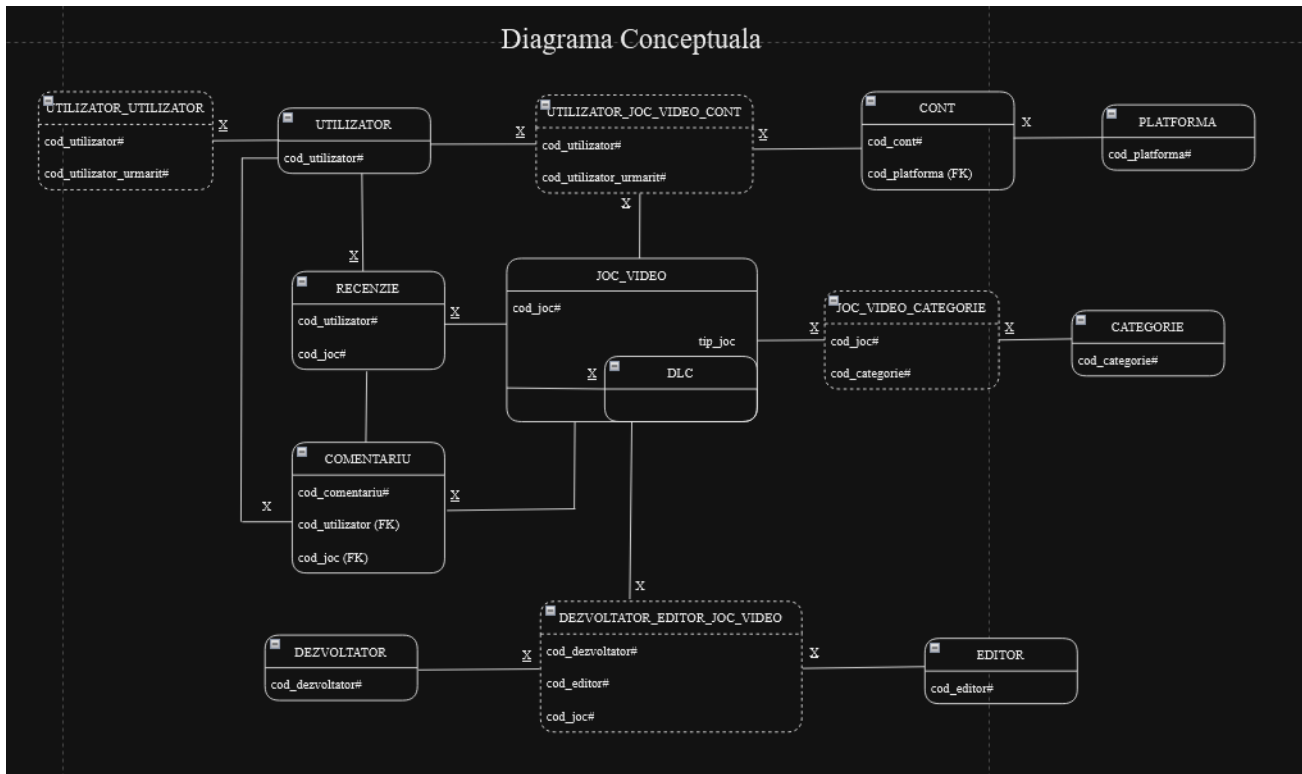 Diagrama Conceptuala
UTILIZATOR_UTILIZATOR
cod_utilizator#
cod_utilizator_urmarit#
X
UTILIZATOR
cod_utilizator#
X
UTILIZATOR_JOC_VIDEO_CONT
cod_utilizator#
cod_utilizator_urmarit#
X
X
CONT
cod_cont#
cod_platforma (FK)
X
PLATFORMA
cod_platforma#
X
RECENZIE
cod_utilizator#
cod_joc#
X
JOC_VIDEO
cod_joc#
tip_joc
X
DLC
X
JOC_VIDEO_CATEGORIE
cod_joc#
cod_categorie#
X
CATEGORIE
cod_categorie#
COMENTARIU
cod_comentariu#
cod_utilizator (FK)
cod_joc (FK)
X
X
X
DEZVOLTATOR
cod_dezvoltator#
X
DEZVOLTATOR_EDITOR_JOC_VIDEO
cod_dezvoltator#
cod_editor#
cod_joc#
X
EDITOR
cod_editor#